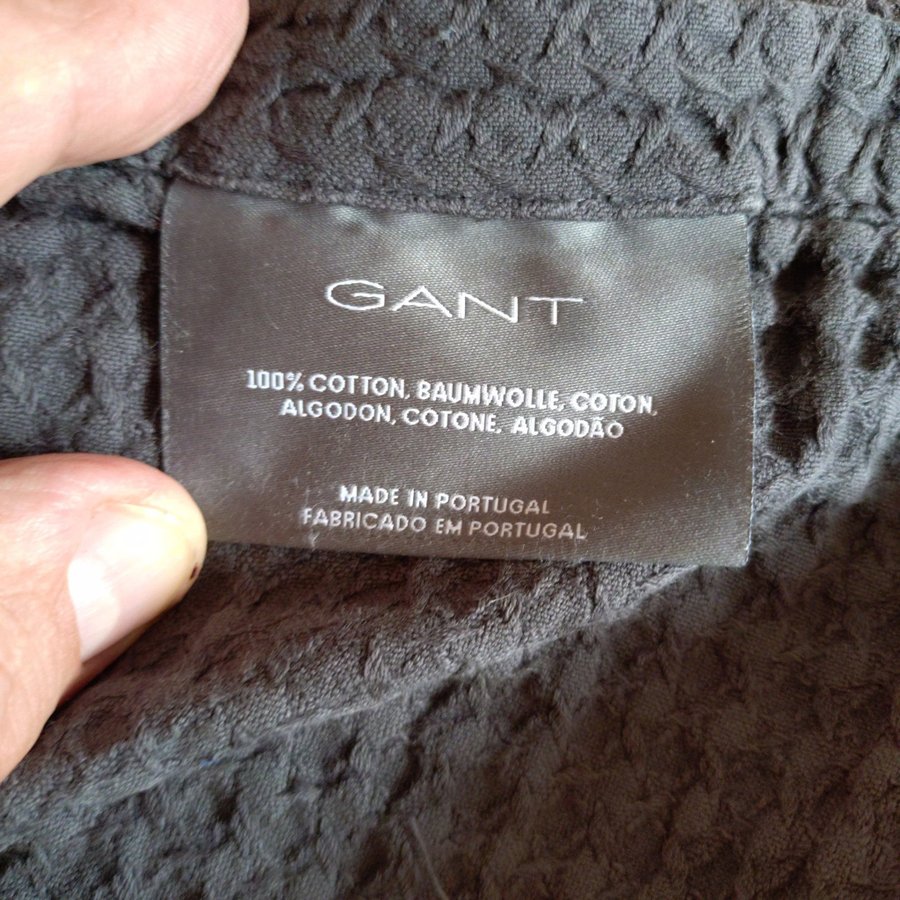 GANT
100% COTTON, BAUMWOLLE, COTON,
ALGODON, COTONE, ALGODÃO
MADE IN PORTUGAL
FABRICADO EM PORTUGAL